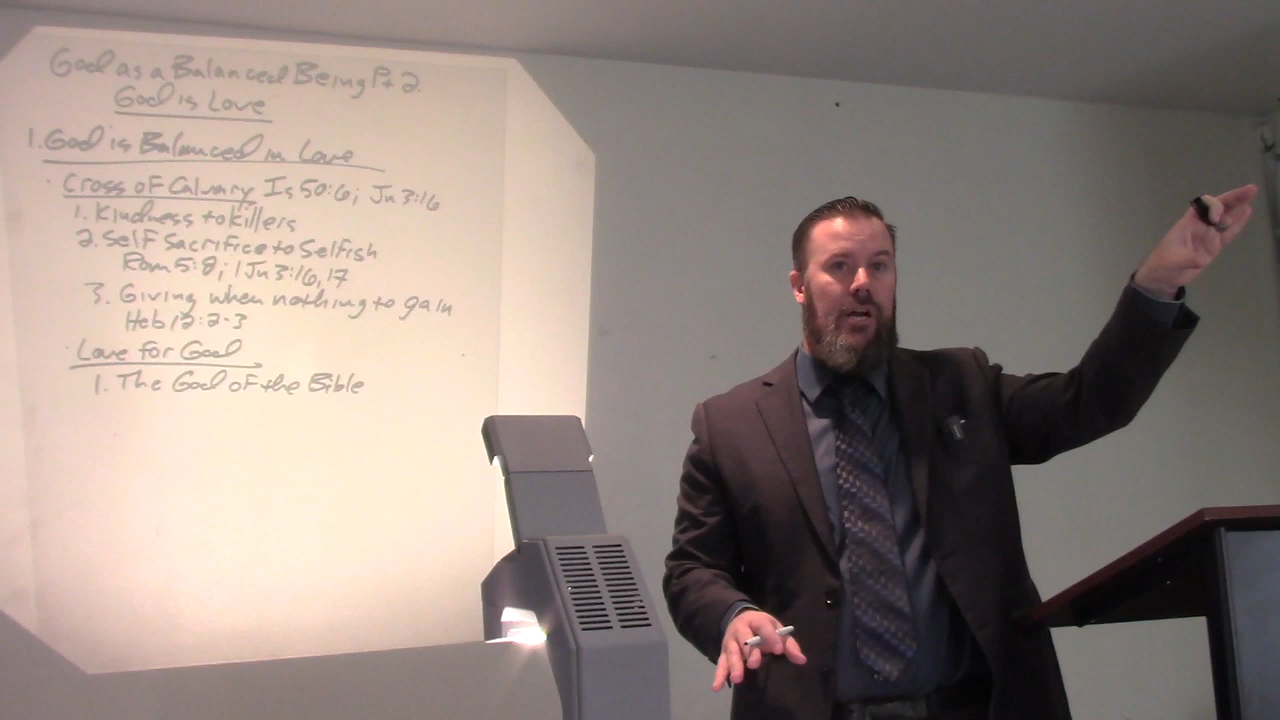 God as a Balanced Being Pt 2.
God is Love
1. God is Balanced in Love
· Cross of Calvary Is 50:6; Jn 3:16
1. Kindness to Killers
2. Self Sacrifice to Selfish
Rom 5:8; 1 Jn 3:16, 17
3. Giving when nothing to gain
Heb 12:2-3
· Love for God
1. The God of the Bible